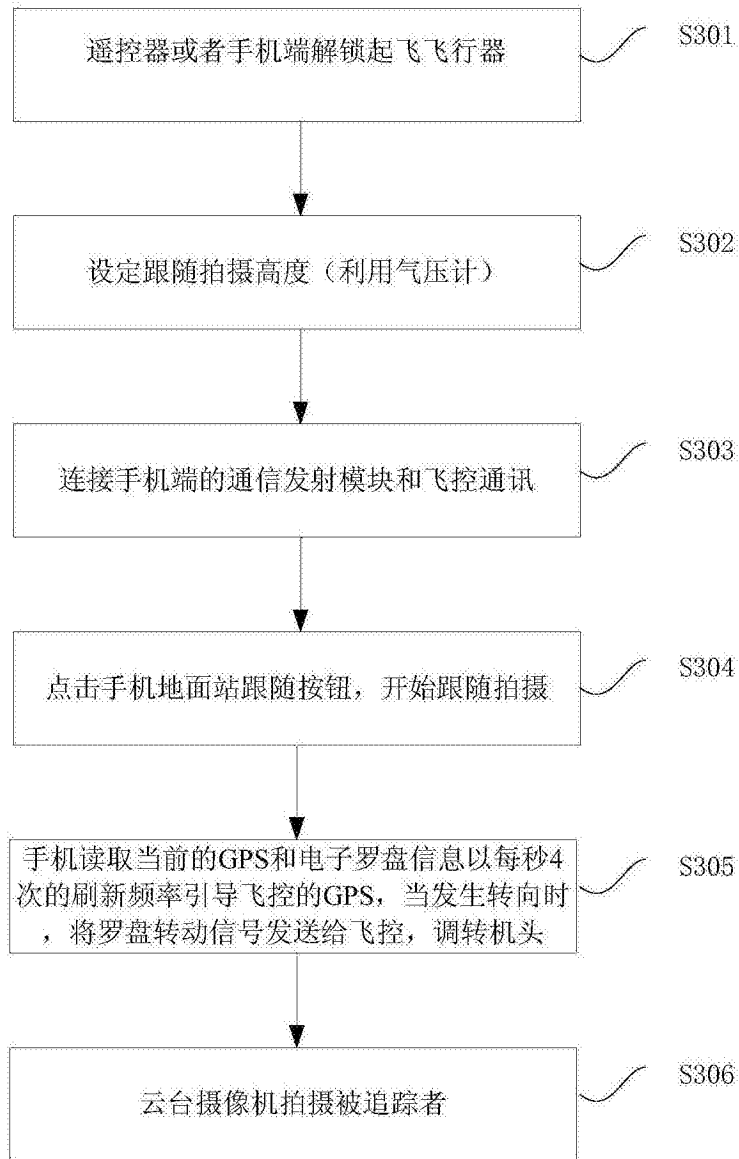 遥控器或者手机端解锁起飞飞行器
S301
设定跟随拍摄高度（利用气压计）
S302
连接手机端的通信发射模块和飞控通讯
S303
点击手机地面站跟随按钮，开始跟随拍摄
S304
手机读取当前的GPS和电子罗盘信息以每秒4
次的刷新频率引导飞控的GPS，当发生转向时
，将罗盘转动信号发送给飞控，调转机头
S305
云台摄像机拍摄被追踪者
S306